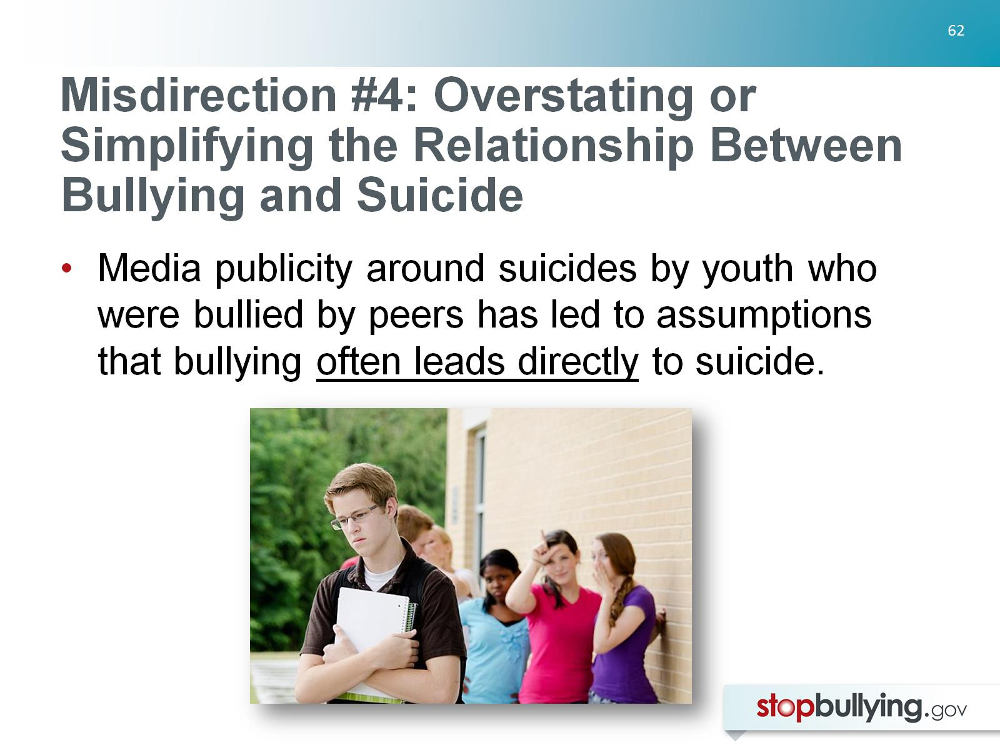 62
Misdirection #4: Overstating or
Simplifying the Relationship Between
Bullying and Suicide
• Media publicity around suicides by youth who
were bullied by peers has led to assumptions
that bullying often leads directly to suicide.
stopbullying.gov